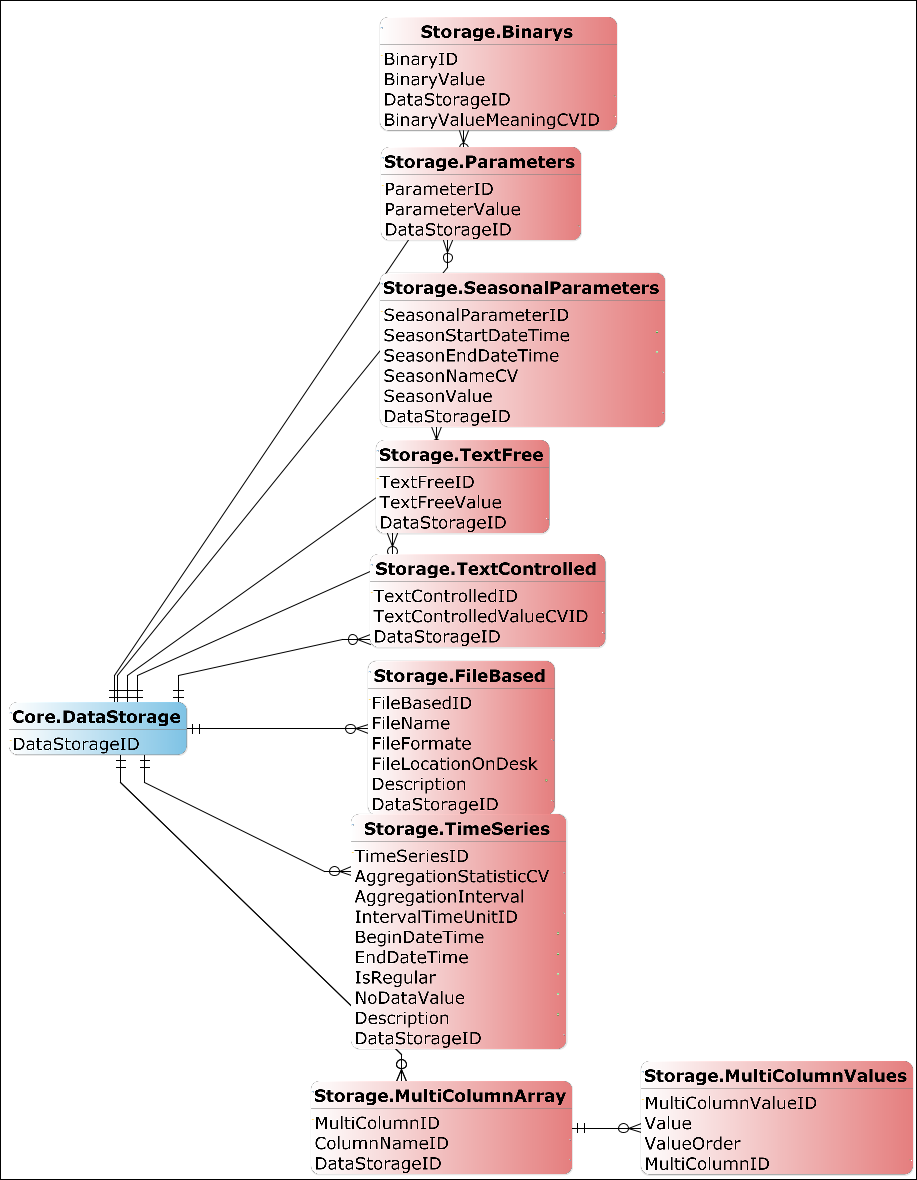 Storage.Binarys
BinaryID
BinaryValue
DataStorageID
BinaryValueMeaningCVID
Storage.Parameters
ParameterID
ParameterValue
DataStorageID
Storage.SeasonalParameters
SeasonalParameterID
SeasonStartDateTime
SeasonEndDateTime
SeasonNameCV
SeasonValue
DataStorageID
Storage.TextFree
TextFreeID
TextFreeValue
DataStorageID
Storage.TextControlled
TextControlledID
TextControlledValueCVID
DataStorageID
Storage.FileBased
FileBasedID
FileName
FileFormate
FileLocationOnDesk
Description
DataStorageID
Core.DataStorage
DataStorageID
Storage.TimeSeries
TimeSeriesID
AggregationStatisticCV
AggregationInterval
IntervalTimeUnitID
BeginDateTime
EndDateTime
IsRegular
NoDataValue
Description
DataStorageID
Storage.MultiColumnArray
MultiColumnID
ColumnNameID
DataStorageID
Storage.MultiColumnValues
MultiColumnValueID
Value
ValueOrder
MultiColumnID